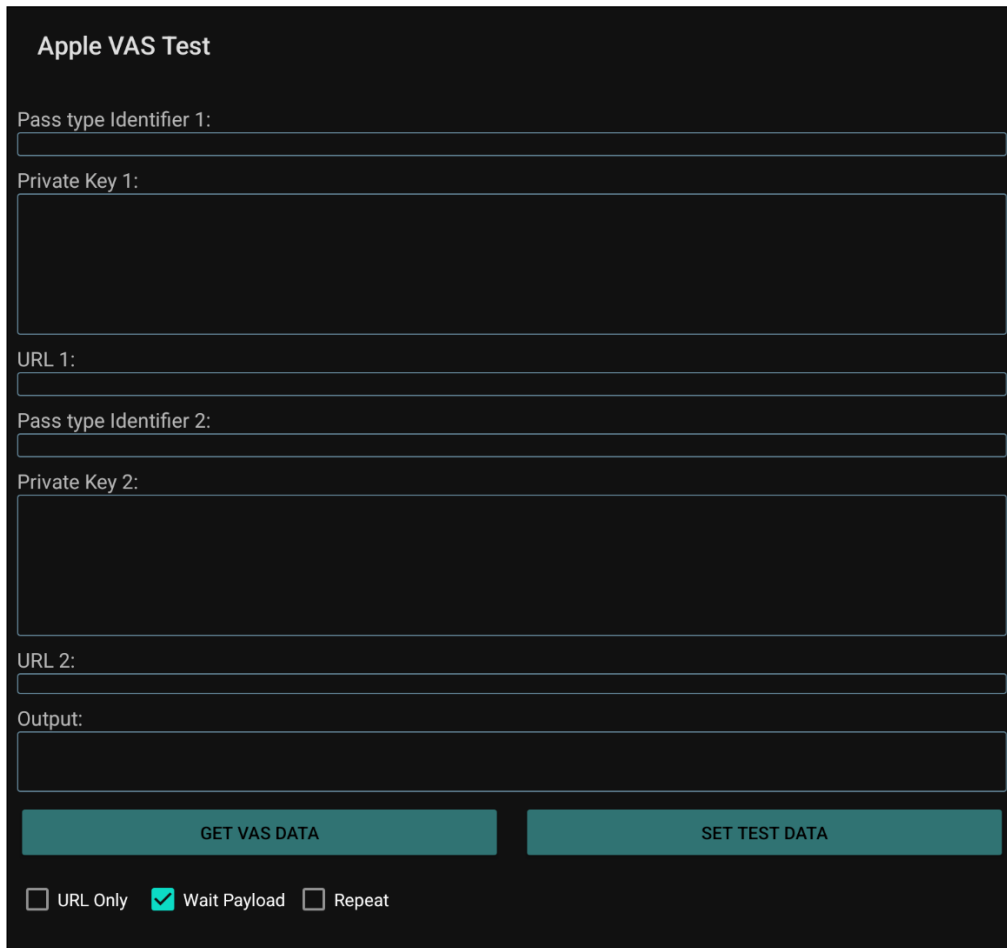 Apple VAS Test
Pass type Identifier 1:
Private Key 1:
URL 1:
Pass type Identifier 2:
Private Key 2:
URL 2:
Output:
GET VAS DATA SET TEST DATA
URL Only Wait Payload Repeat